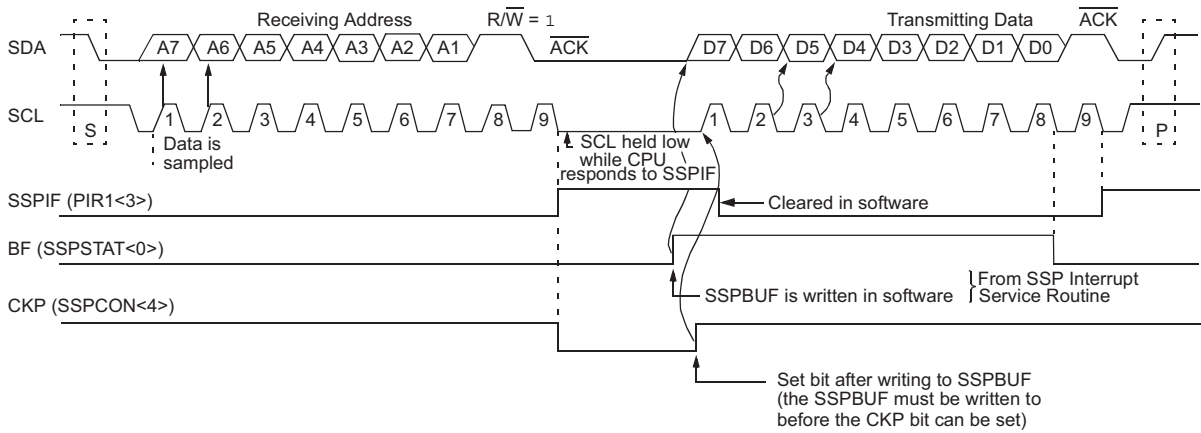 Receiving Address R/W = 1 Transmitting Data ACK
SDA A7 A6 A5 A4 A3 A2 A1 ACK D7 D6 D5 D4 D3 D2 D1 D0
SCL S 1 2 3 4 5 6 7 8 9 1 2 3 4 5 6 7 8 9 P
Data is
sampled
SCL held low
while CPU
responds to SSPIF
SSPIF (PIR1<3>)
Cleared in software
BF (SSPSTAT<0>)
SSPBUF is written in software
From SSP Interrupt
Service Routine
CKP (SSPCON<4>)
Set bit after writing to SSPBUF
(the SSPBUF must be written to
before the CKP bit can be set)